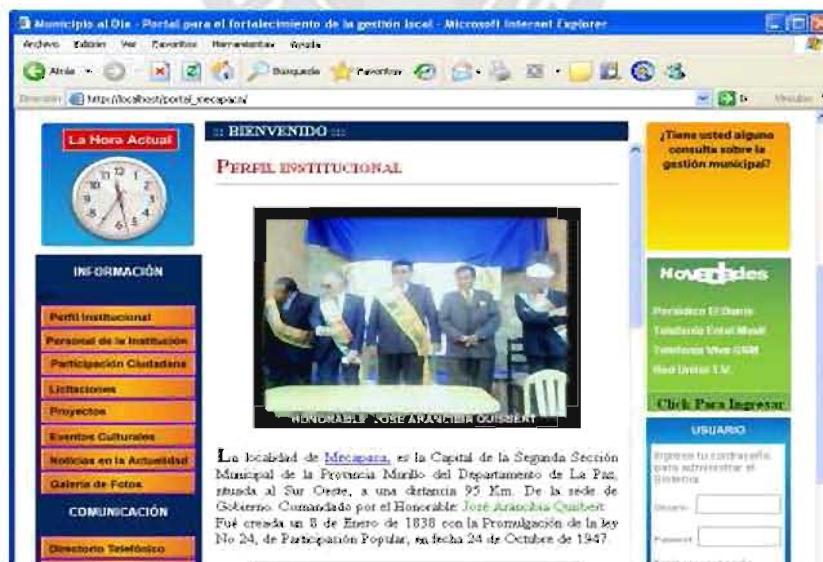 Municipio al Día - Portal para el fortalecimiento de la gestión local - Microsoft Internet Explorer
Archivo Edición Ver Favoritos Herramientas Ayuda
Atrás Búsqueda Favoritos
Dirección http://localhost/portal_mecapaca/ Ir Vínculos
La Hora Actual
12
INFORMACIÓN
Perfil Institucional
Personal de la Institución
Participación Ciudadana
Licitaciones
Proyectos
Eventos Culturales
Noticias en la Actualidad
Galeria de Fotos
COMUNICACIÓN
Directorio Telefónico
::: BIENVENIDO :::
PERFIL INSTITUCIONAL
HONORABLE JOSE ARANCIBIA QUISBERT
La localidad de Mecapaca, es la Capital de la Segunda Sección
Municipal de la Provincia Murillo del Departamento de La Paz,
situada al Sur Oeste, a una distancia 95 Km. De la sede de
Gobierno. Comandado por el Honorable: José Arancibia Quisbert
Fué creada un 8 de Enero de 1838 con la Promulgación de la ley
No 24, de Participación Popular, en fecha 24 de Octubre de 1947
¿Tiene usted alguna
consulta sobre la
gestión municipal?
Novedades
Periodico El Diario
Telefonia Entel Movil
Telefonia Viva GSM
Red Unitel T.V.
Click Para Ingresar
USUARIO
Ingrese tu contraseña
para administrar el
Sistema
Usuario
Password